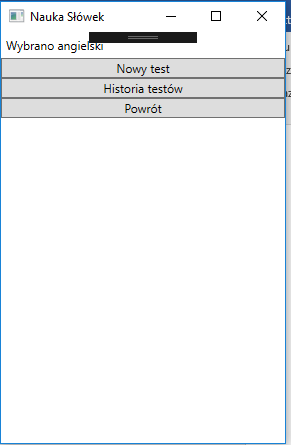 Nauka Słówek
Wybrano angielski
Nowy test
Historia testów
Powrót